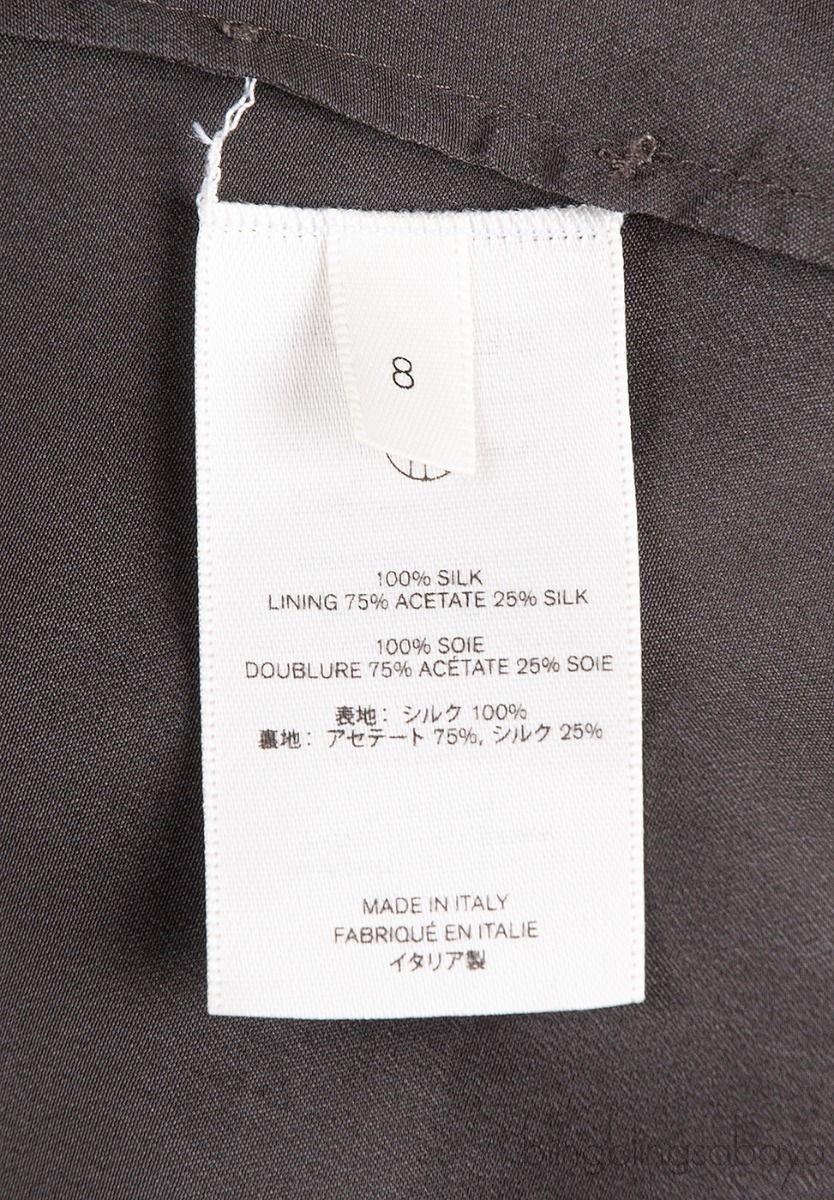 8
100% SILK
LINING 75% ACETATE 25% SILK
100% SOIE
DOUBLURE 75% ACÉTATE 25% SOIE
表地: シルク 100%
裏地: アセテート 75%, シルク 25%
MADE IN ITALY
FABRIQUÉ EN ITALIE
イタリア製
blingblingsabaya